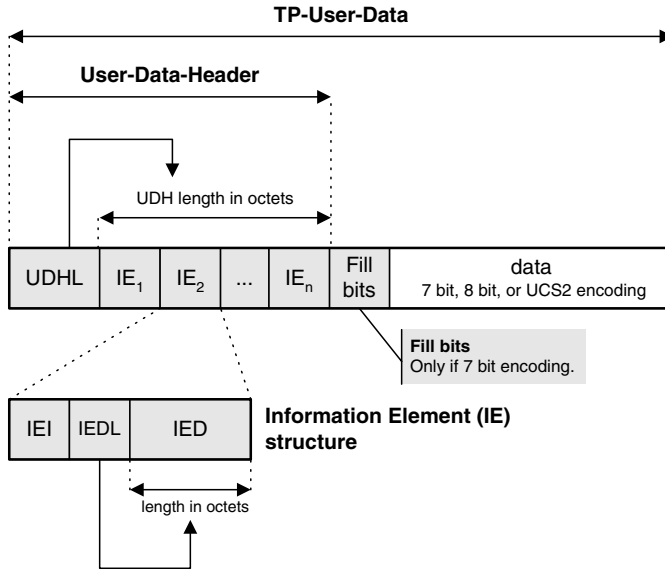 TP-User-Data
User-Data-Header
UDH length in octets
UDHL IE1 IE2 ... IEn Fill bits data
7 bit, 8 bit, or UCS2 encoding
Fill bits
Only if 7 bit encoding.
IEI IEDL IED
Information Element (IE)
structure
length in octets